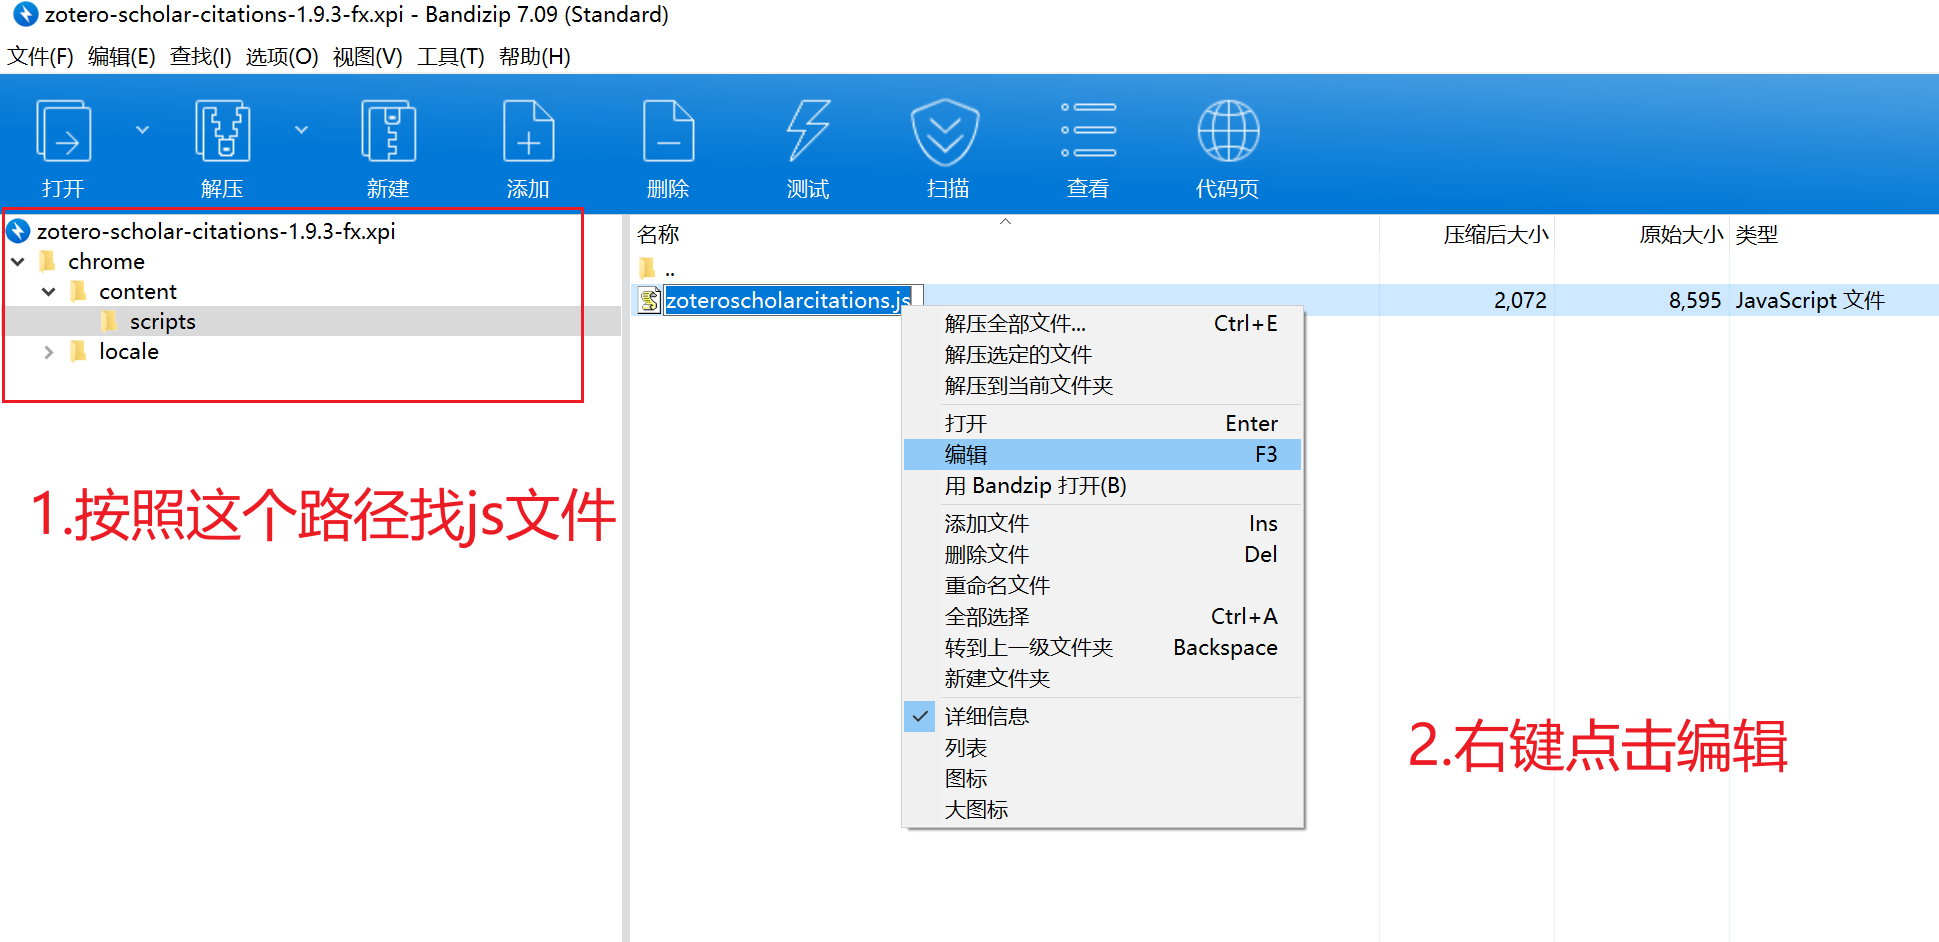 zotero-scholar-citations-1.9.3-fx.xpi - Bandizip 7.09 (Standard)
文件(F) 编辑(E) 查找(I) 选项(O) 视图(V) 工具(T) 帮助(H)
打开 解压 新建 添加 删除 测试 扫描 查看 代码页
zotero-scholar-citations-1.9.3-fx.xpi
chrome
content
scripts
locale
1.按照这个路径找js文件
名称 压缩后大小 原始大小 类型
..
zoteroscholarcitations.js 2,072 8,595 JavaScript 文件
解压全部文件... Ctrl+E
解压选定的文件
解压到当前文件夹
打开 Enter
编辑 F3
用 Bandzip 打开(B)
添加文件 Ins
删除文件 Del
重命名文件
全部选择 Ctrl+A
转到上一级文件夹 Backspace
新建文件夹
详细信息
列表
图标
大图标
2.右键点击编辑